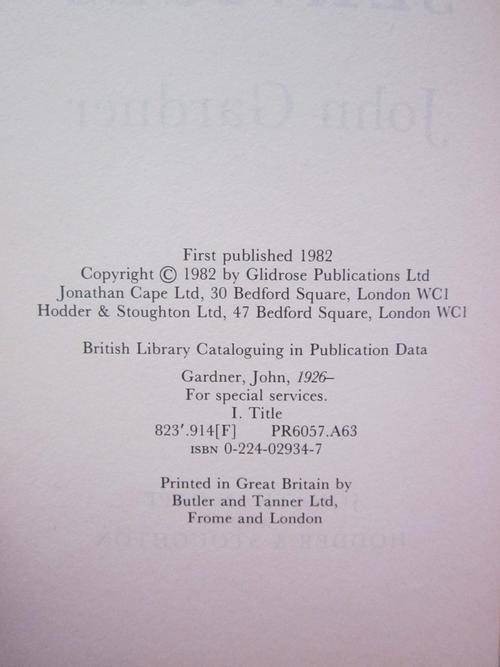 First published 1982
Copyright © 1982 by Glidrose Publications Ltd
Jonathan Cape Ltd, 30 Bedford Square, London WC1
Hodder & Stoughton Ltd, 47 Bedford Square, London WC1
British Library Cataloguing in Publication Data
Gardner, John, 1926–
For special services.
I. Title
823'.914[F] PR6057.A63
ISBN 0-224-02934-7
Printed in Great Britain by
Butler and Tanner Ltd,
Frome and London